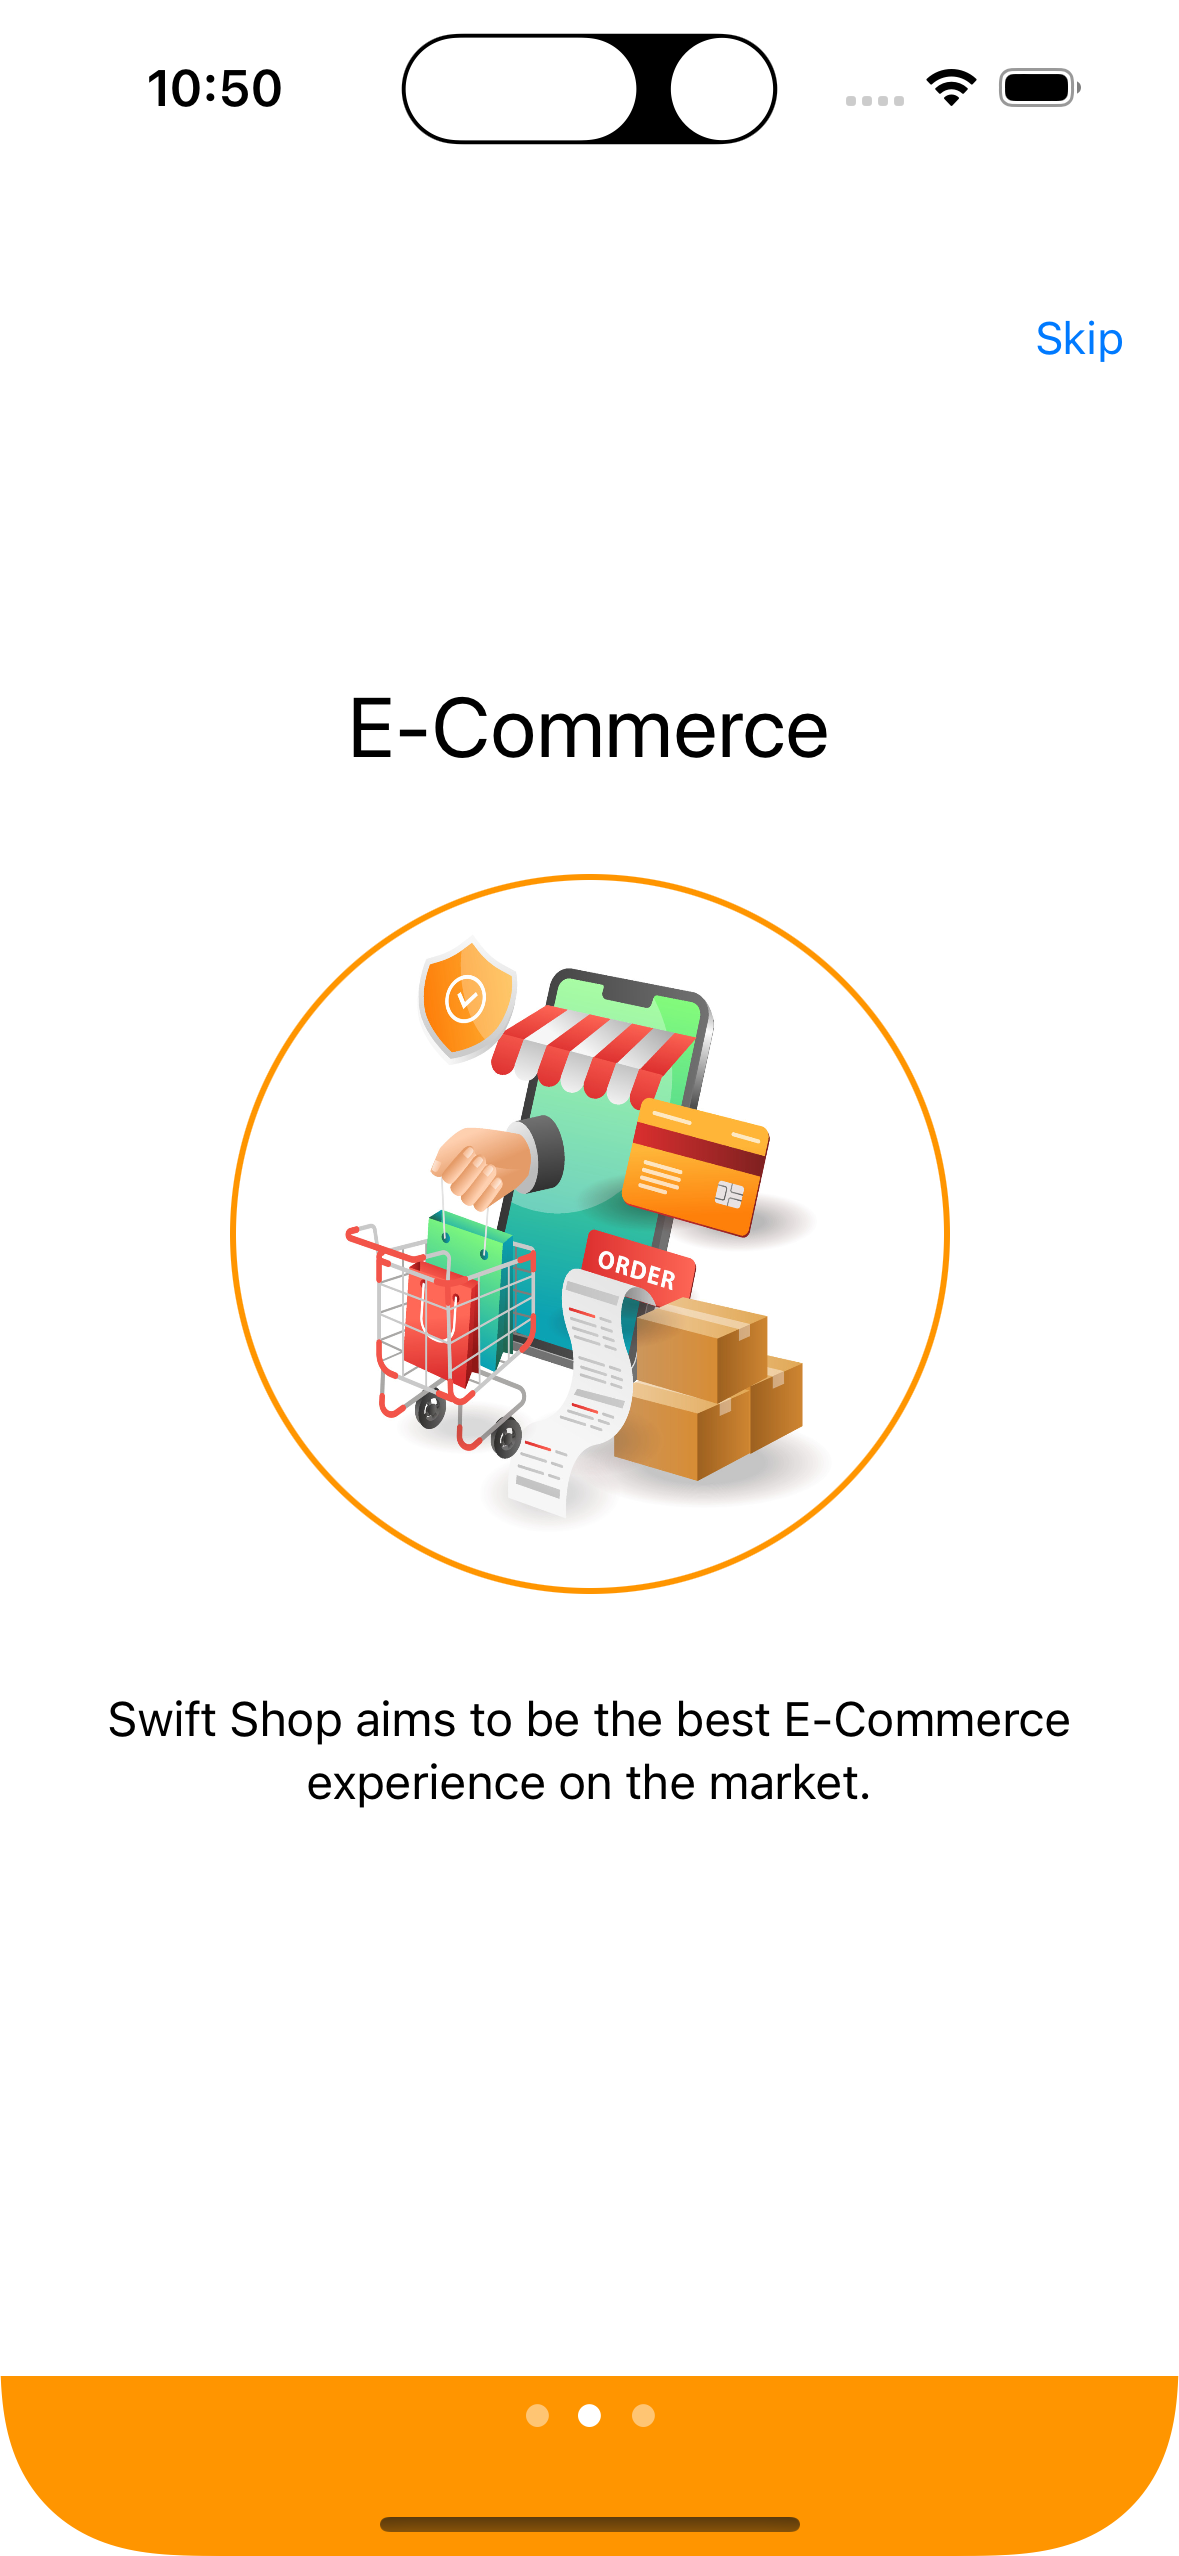 10:50
Skip
E-Commerce
ORDER
Swift Shop aims to be the best E-Commerce
experience on the market.